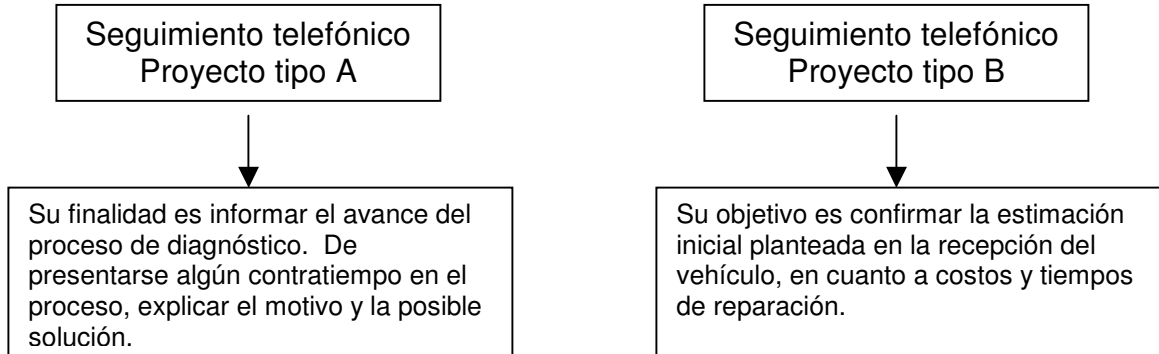 Seguimiento telefónico
Proyecto tipo A
Su finalidad es informar el avance del
proceso de diagnóstico.  De
presentarse algún contratiempo en el
proceso, explicar el motivo y la posible
solución.
Seguimiento telefónico
Proyecto tipo B
Su objetivo es confirmar la estimación
inicial planteada en la recepción del
vehículo, en cuanto a costos y tiempos
de reparación.